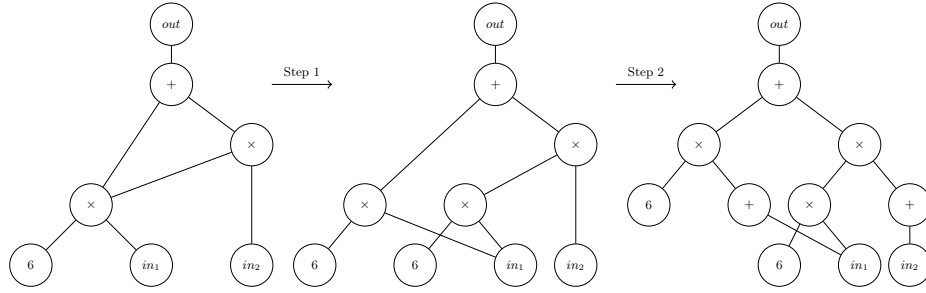 out
out
out
Step 1
Step 2
+
+
+
×
×
×
×
×
×
×
6
+
×
+
6
in₁
in₂
6
6
in₁
in₂
6
in₁
in₂